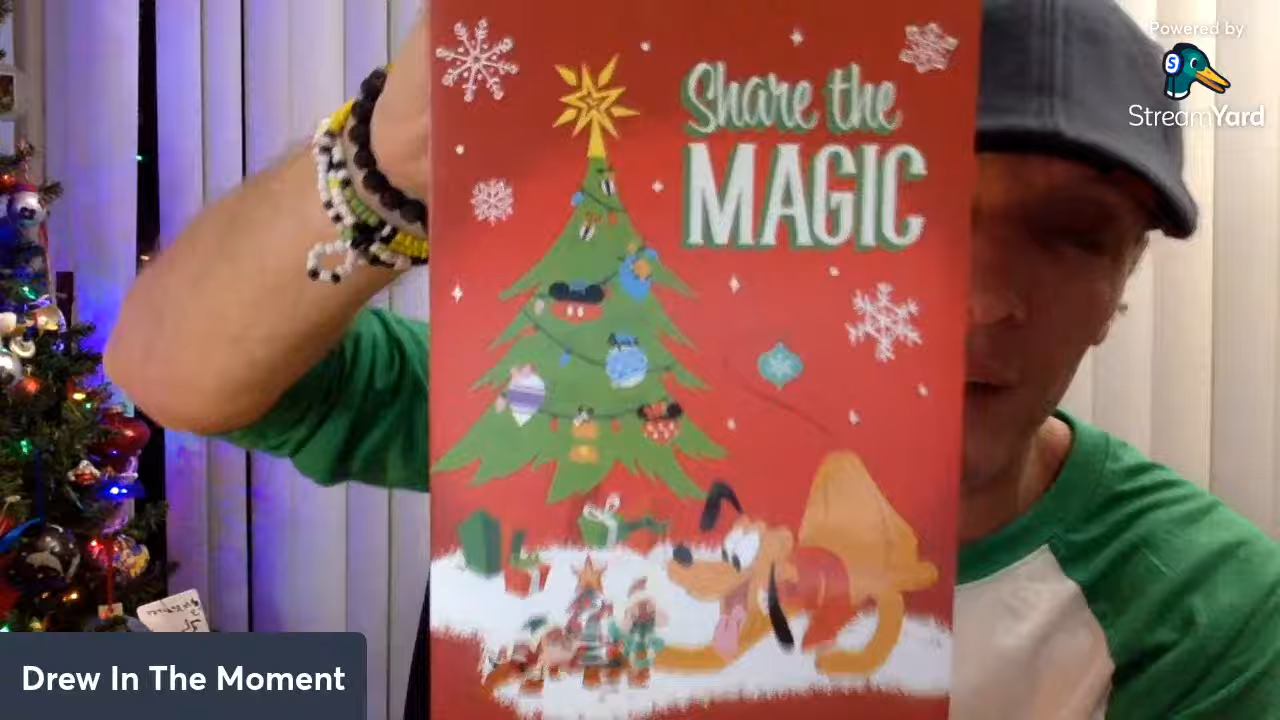 Share the
MAGIC
Powered by
StreamYard
Drew In The Moment